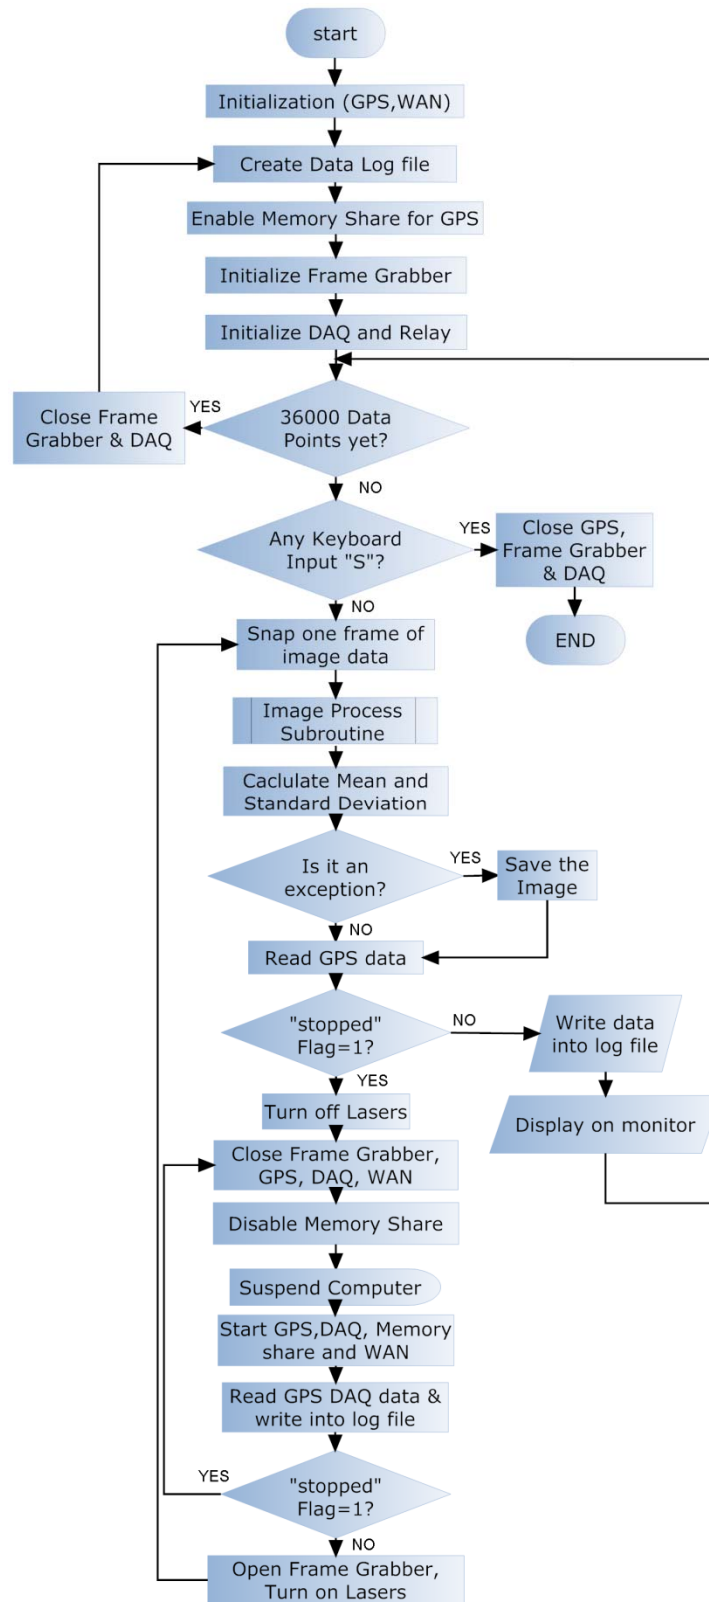 start
Initialization (GPS,WAN)
Create Data Log file
Enable Memory Share for GPS
Initialize Frame Grabber
Initialize DAQ and Relay
36000 Data
Points yet?
YES
Close Frame
Grabber & DAQ
NO
Any Keyboard
Input "S"?
YES
Close GPS,
Frame Grabber
& DAQ
END
NO
Snap one frame of
image data
Image Process
Subroutine
Caclulate Mean and
Standard Deviation
Is it an
exception?
YES
Save the
Image
NO
Read GPS data
"stopped"
Flag=1?
NO
Write data
into log file
Display on monitor
YES
Turn off Lasers
Close Frame Grabber,
GPS, DAQ, WAN
Disable Memory Share
Suspend Computer
Start GPS,DAQ, Memory
share and WAN
Read GPS DAQ data &
write into log file
YES
"stopped"
Flag=1?
NO
Open Frame Grabber,
Turn on Lasers